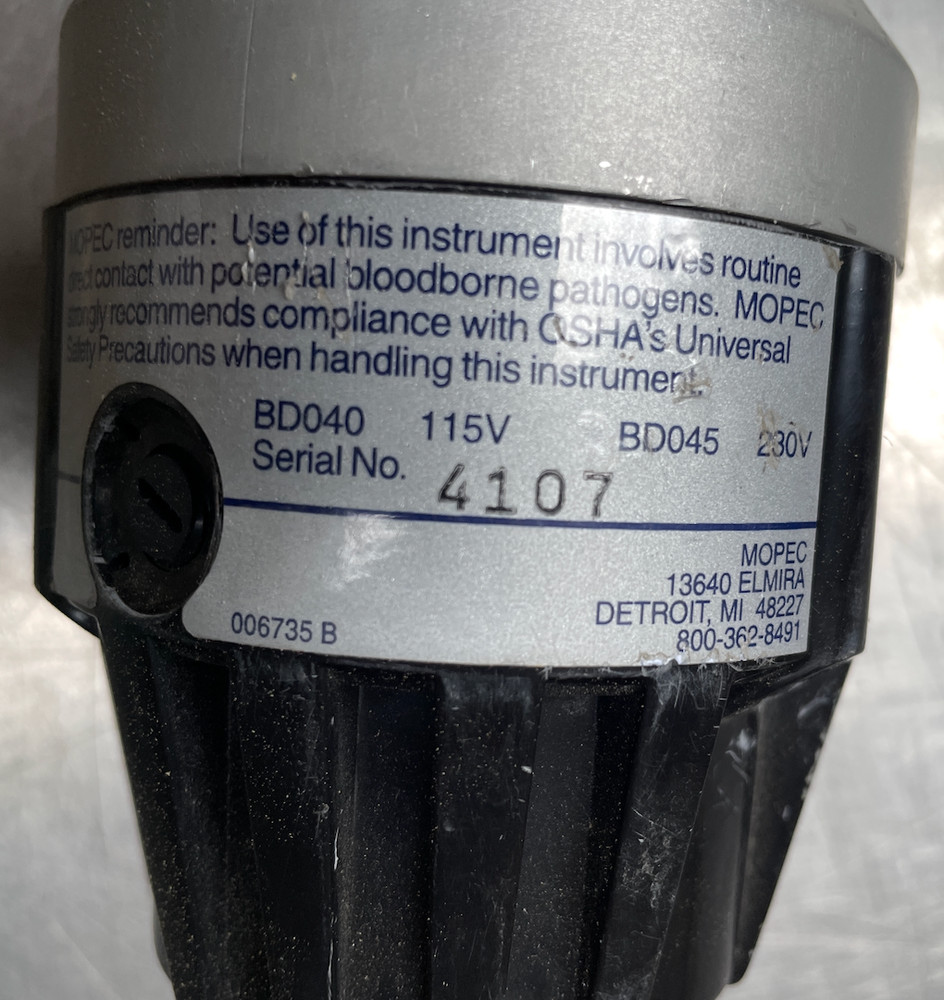 MOPEC reminder: Use of this instrument involves routine
direct contact with potential bloodborne pathogens. MOPEC
strongly recommends compliance with OSHA's Universal
Safety Precautions when handling this instrument.
BD040 115V BD045 230V
Serial No. 4107
MOPEC
13640 ELMIRA
DETROIT, MI 48227
006735 B 800-362-8491